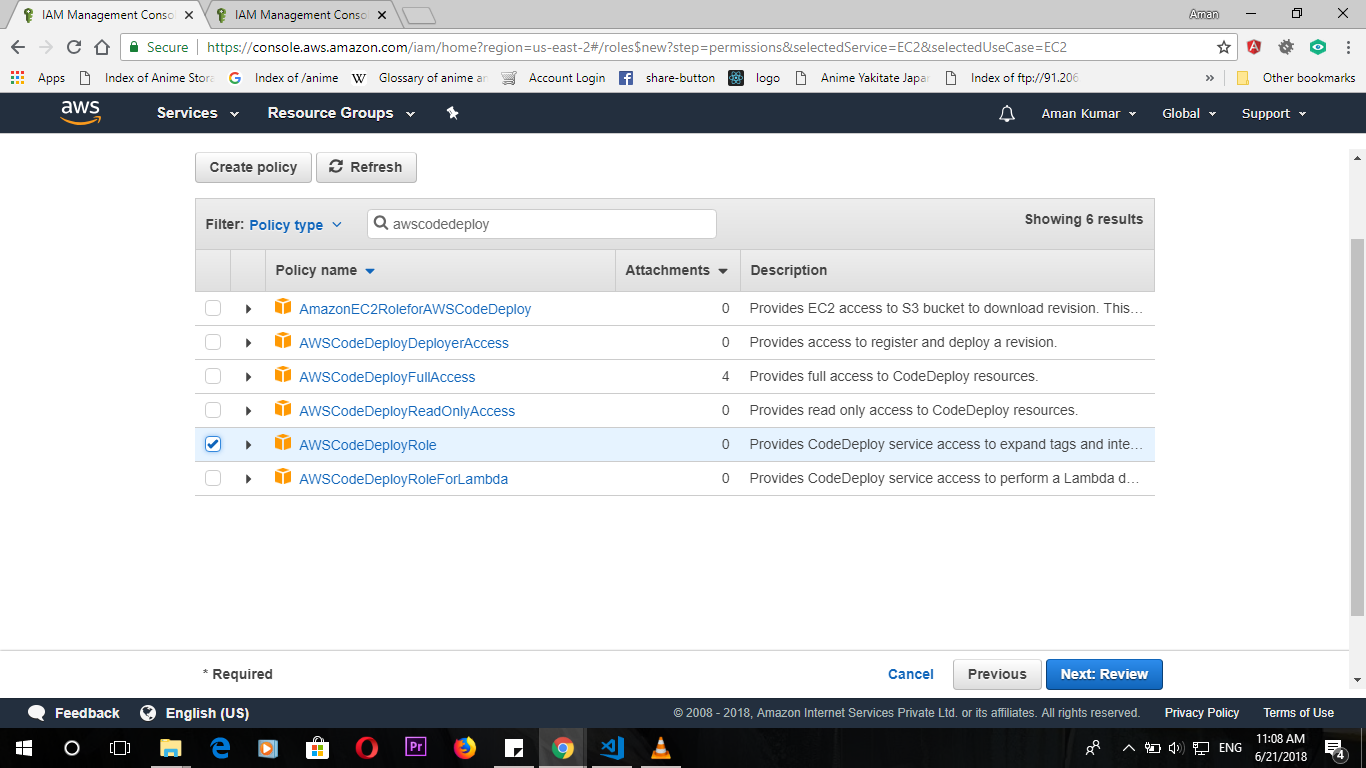 IAM Management Conso
IAM Management Conso
Aman
Secure
https://console.aws.amazon.com/iam/home?region=us-east-2#/roles$new?step=permissions&selectedService=EC2&selectedUseCase=EC2
Apps Index of Anime Stora Index of /anime Glossary of anime an Account Login share-button logo Anime Yakitate Japan Index of ftp://91.206 » Other bookmarks
aws Services Resource Groups Aman Kumar Global Support
Create policy Refresh
Filter: Policy type awscodedeploy Showing 6 results
Policy name Attachments Description
AmazonEC2RoleforAWSCodeDeploy 0 Provides EC2 access to S3 bucket to download revision. This…
AWSCodeDeployDeployerAccess 0 Provides access to register and deploy a revision.
AWSCodeDeployFullAccess 4 Provides full access to CodeDeploy resources.
AWSCodeDeployReadOnlyAccess 0 Provides read only access to CodeDeploy resources.
AWSCodeDeployRole 0 Provides CodeDeploy service access to expand tags and inte…
AWSCodeDeployRoleForLambda 0 Provides CodeDeploy service access to perform a Lambda d…
* Required Cancel Previous Next: Review
Feedback English (US) © 2008 - 2018, Amazon Internet Services Private Ltd. or its affiliates. All rights reserved. Privacy Policy Terms of Use
Pr ENG 11:08 AM
6/21/2018 4